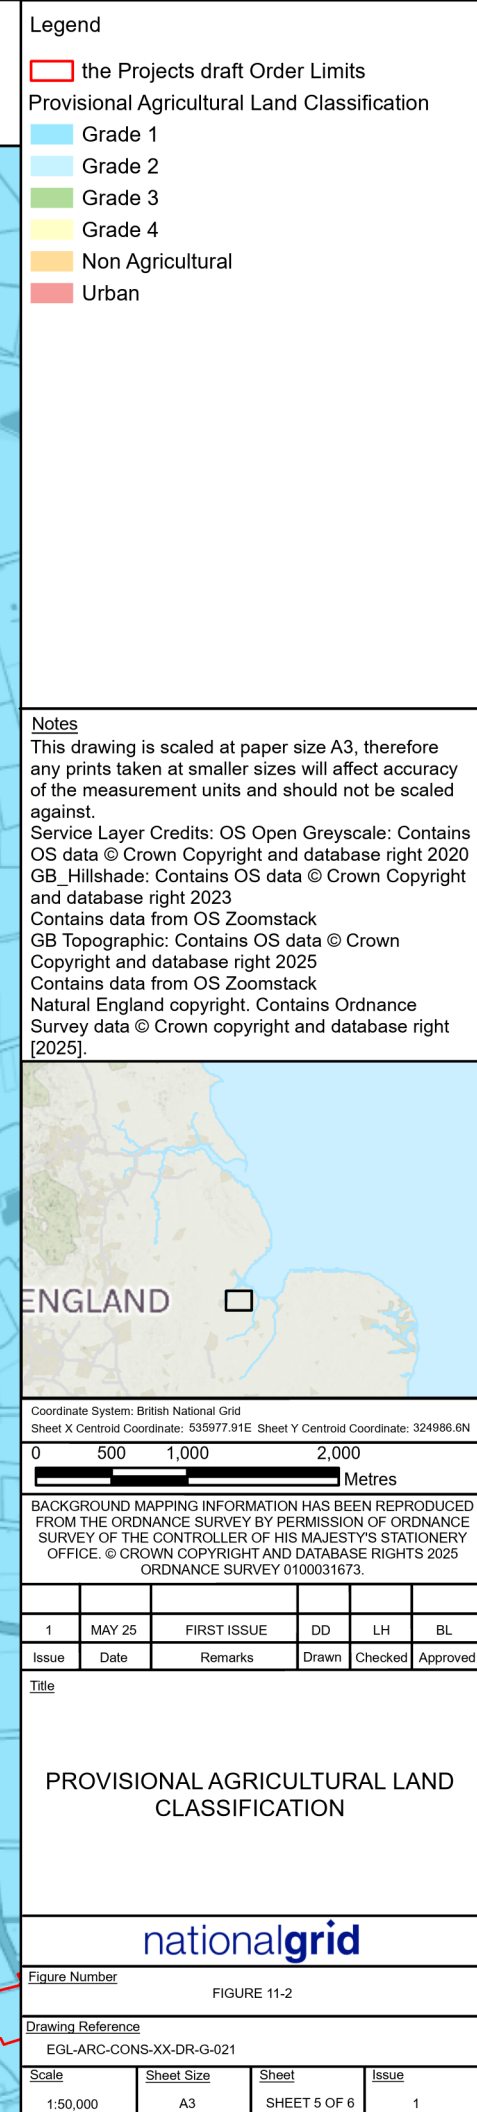 Legend
the Projects draft Order Limits
Provisional Agricultural Land Classification
Grade 1
Grade 2
Grade 3
Grade 4
Non Agricultural
Urban
Notes
This drawing is scaled at paper size A3, therefore
any prints taken at smaller sizes will affect accuracy
of the measurement units and should not be scaled
against.
Service Layer Credits: OS Open Greyscale: Contains
OS data © Crown Copyright and database right 2020
GB_Hillshade: Contains OS data © Crown Copyright
and database right 2023
Contains data from OS Zoomstack
GB Topographic: Contains OS data © Crown
Copyright and database right 2025
Contains data from OS Zoomstack
Natural England copyright. Contains Ordnance
Survey data © Crown copyright and database right
[2025].
ENGLAND
Coordinate System: British National Grid
Sheet X Centroid Coordinate: 535977.91E Sheet Y Centroid Coordinate: 324986.6N
0 500 1,000 2,000
Metres
BACKGROUND MAPPING INFORMATION HAS BEEN REPRODUCED
FROM THE ORDNANCE SURVEY BY PERMISSION OF ORDNANCE
SURVEY OF THE CONTROLLER OF HIS MAJESTY'S STATIONERY
OFFICE. © CROWN COPYRIGHT AND DATABASE RIGHTS 2025
ORDNANCE SURVEY 0100031673.
1 MAY 25 FIRST ISSUE DD LH BL
Issue Date Remarks Drawn Checked Approved
Title
PROVISIONAL AGRICULTURAL LAND
CLASSIFICATION
nationalgrid
Figure Number
FIGURE 11-2
Drawing Reference
EGL-ARC-CONS-XX-DR-G-021
Scale Sheet Size Sheet Issue
1:50,000 A3 SHEET 5 OF 6 1